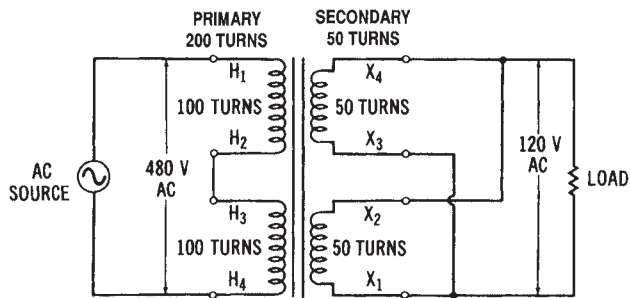 PRIMARY
200 TURNS
SECONDARY
50 TURNS
H1
X4
100 TURNS
50 TURNS
H2
X3
AC
SOURCE
480 V
AC
120 V
AC
LOAD
H3
X2
100 TURNS
50 TURNS
H4
X1